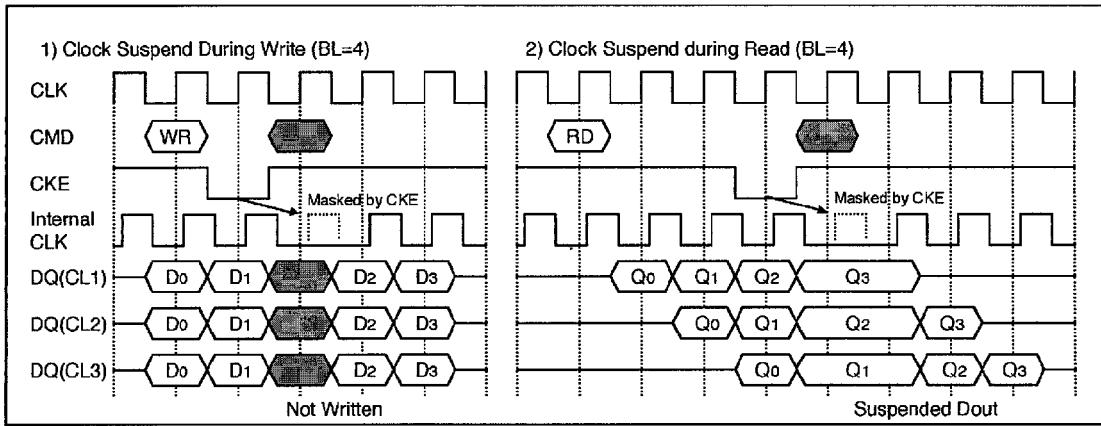 1) Clock Suspend During Write (BL=4)
2) Clock Suspend during Read (BL=4)
CLK
CMD WR RD
CKE
Masked by CKE Masked by CKE
Internal
CLK
DQ(CL1) D0 D1 D2 D3 Q0 Q1 Q2 Q3
DQ(CL2) D0 D1 D2 D3 Q0 Q1 Q2 Q3
DQ(CL3) D0 D1 D2 D3 Q0 Q1 Q2 Q3
Not Written Suspended Dout